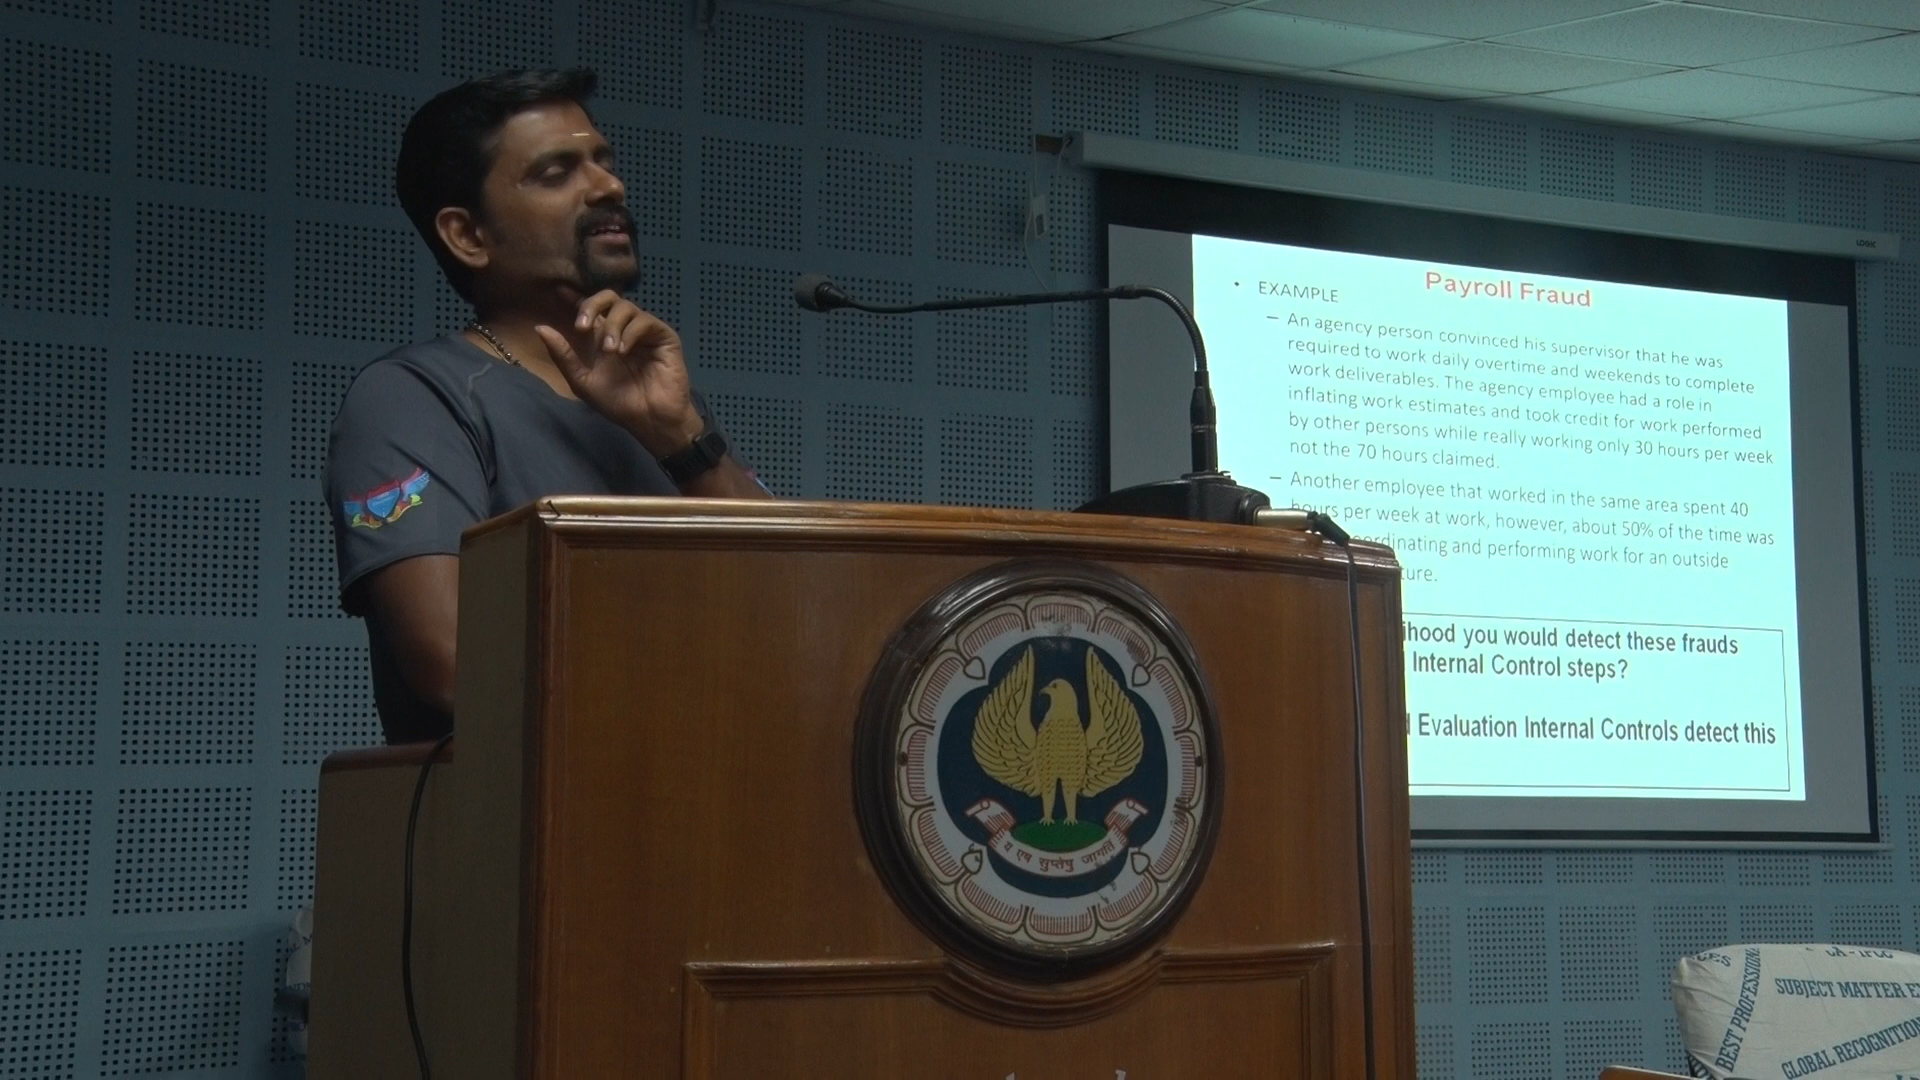 LOGIC
Payroll Fraud
• EXAMPLE
– An agency person convinced his supervisor that he was
required to work daily overtime and weekends to complete
work deliverables. The agency employee had a role in
inflating work estimates and took credit for work performed
by other persons while really working only 30 hours per week
not the 70 hours claimed.
– Another employee that worked in the same area spent 40
hours per week at work, however, about 50% of the time was
ordinating and performing work for an outside
ture.
ihood you would detect these frauds
Internal Control steps?
Evaluation Internal Controls detect this
य एष सुप्तेषु जागर्ति
CA - IPCC
SUBJECT MATTER E
BEST PROFESSION
GLOBAL RECOGNITION